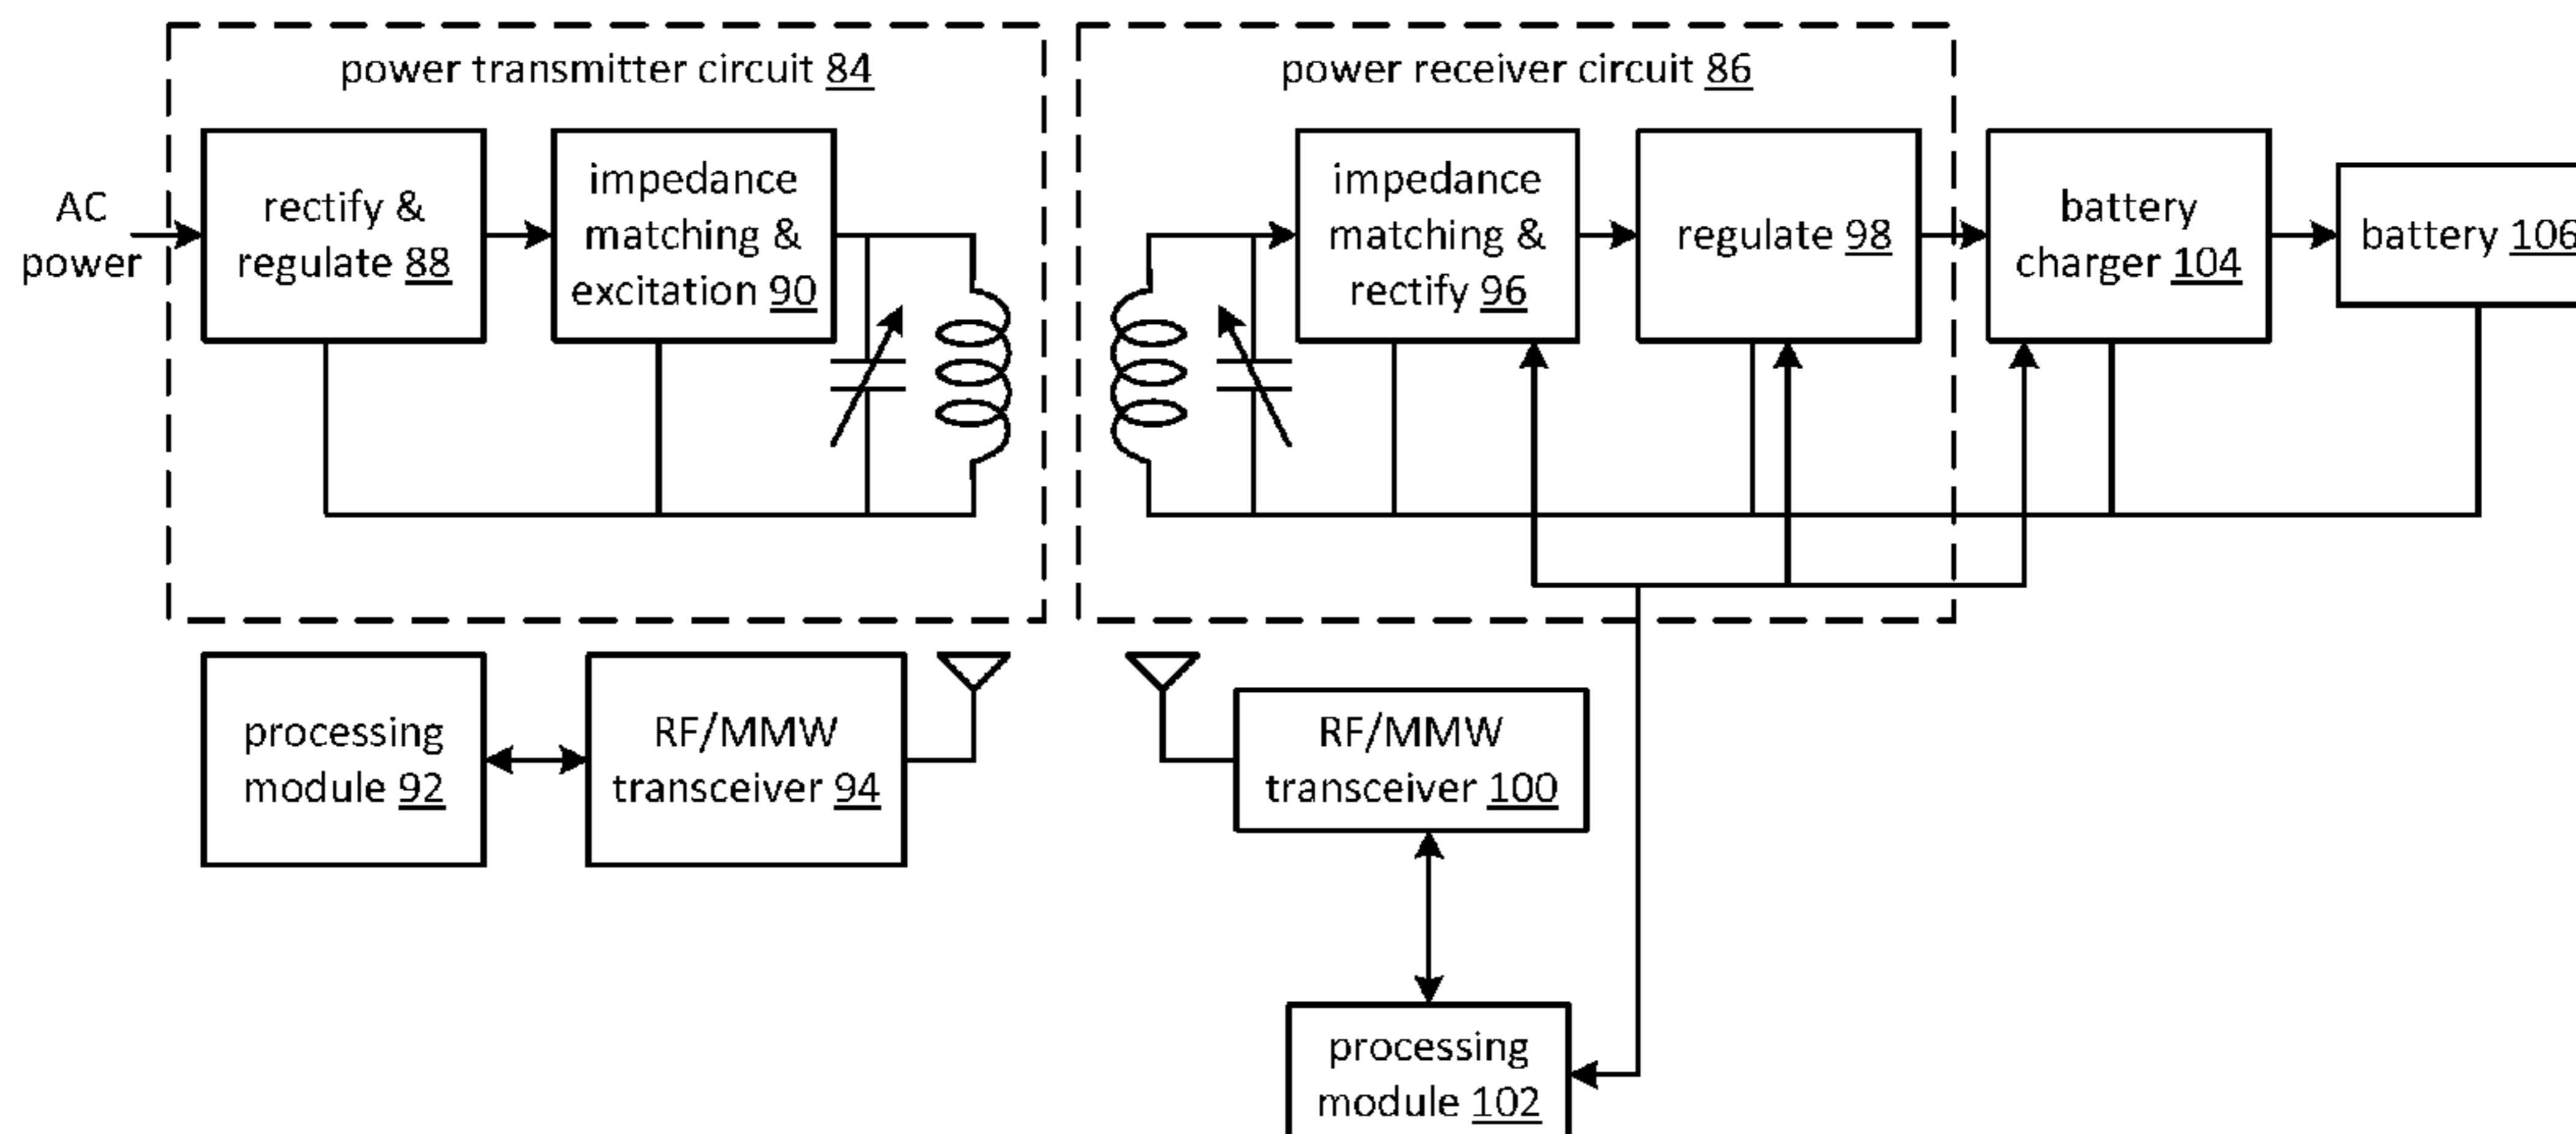 power transmitter circuit 84
power receiver circuit 86
AC
power
rectify &
regulate 88
impedance
matching &
excitation 90
impedance
matching &
rectify 96
regulate 98
battery
charger 104
battery 106
processing
module 92
RF/MMW
transceiver 94
RF/MMW
transceiver 100
processing
module 102